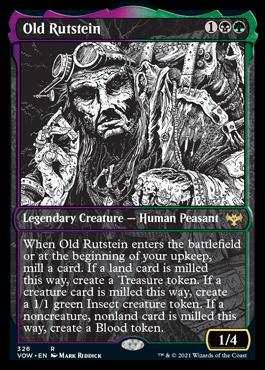 Old Rutstein 1
Legendary Creature — Human Peasant
When Old Rutstein enters the battlefield
or at the beginning of your upkeep,
mill a card. If a land card is milled
this way, create a Treasure token. If a
creature card is milled this way, create
a 1/1 green Insect creature token. If a
noncreature, nonland card is milled
this way, create a Blood token.
1/4
326 R
VOW • EN MARK RIDDICK ™ & © 2021 Wizards of the Coast